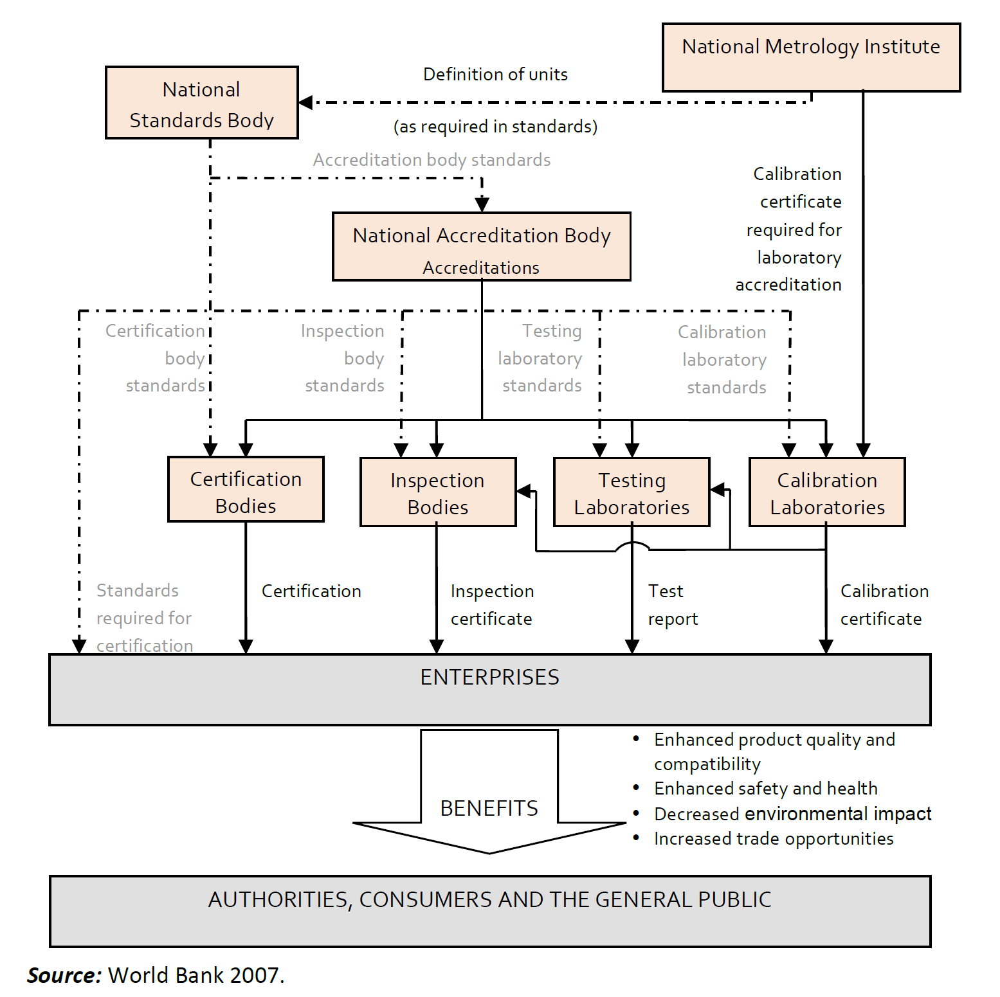 National Metrology Institute
National
Standards Body
Definition of units
(as required in standards)
Accreditation body standards
Calibration
certificate
required for
laboratory
accreditation
National Accreditation Body
Accreditations
Certification
body
standards
Inspection
body
standards
Testing
laboratory
standards
Calibration
laboratory
standards
Certification
Bodies
Inspection
Bodies
Testing
Laboratories
Calibration
Laboratories
Standards
required for
certification
Certification
Inspection
certificate
Test
report
Calibration
certificate
ENTERPRISES
BENEFITS
• Enhanced product quality and
compatibility
• Enhanced safety and health
• Decreased environmental impact
• Increased trade opportunities
AUTHORITIES, CONSUMERS AND THE GENERAL PUBLIC
Source: World Bank 2007.